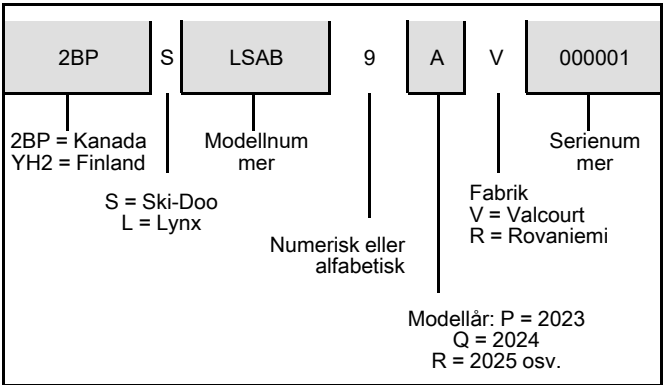 2BP S LSAB 9 A V 000001
2BP = Kanada
YH2 = Finland
Modellnum
mer
Serienum
mer
S = Ski-Doo
L = Lynx
Fabrik
V = Valcourt
R = Rovaniemi
Numerisk eller
alfabetisk
Modellår: P = 2023
Q = 2024
R = 2025 osv.